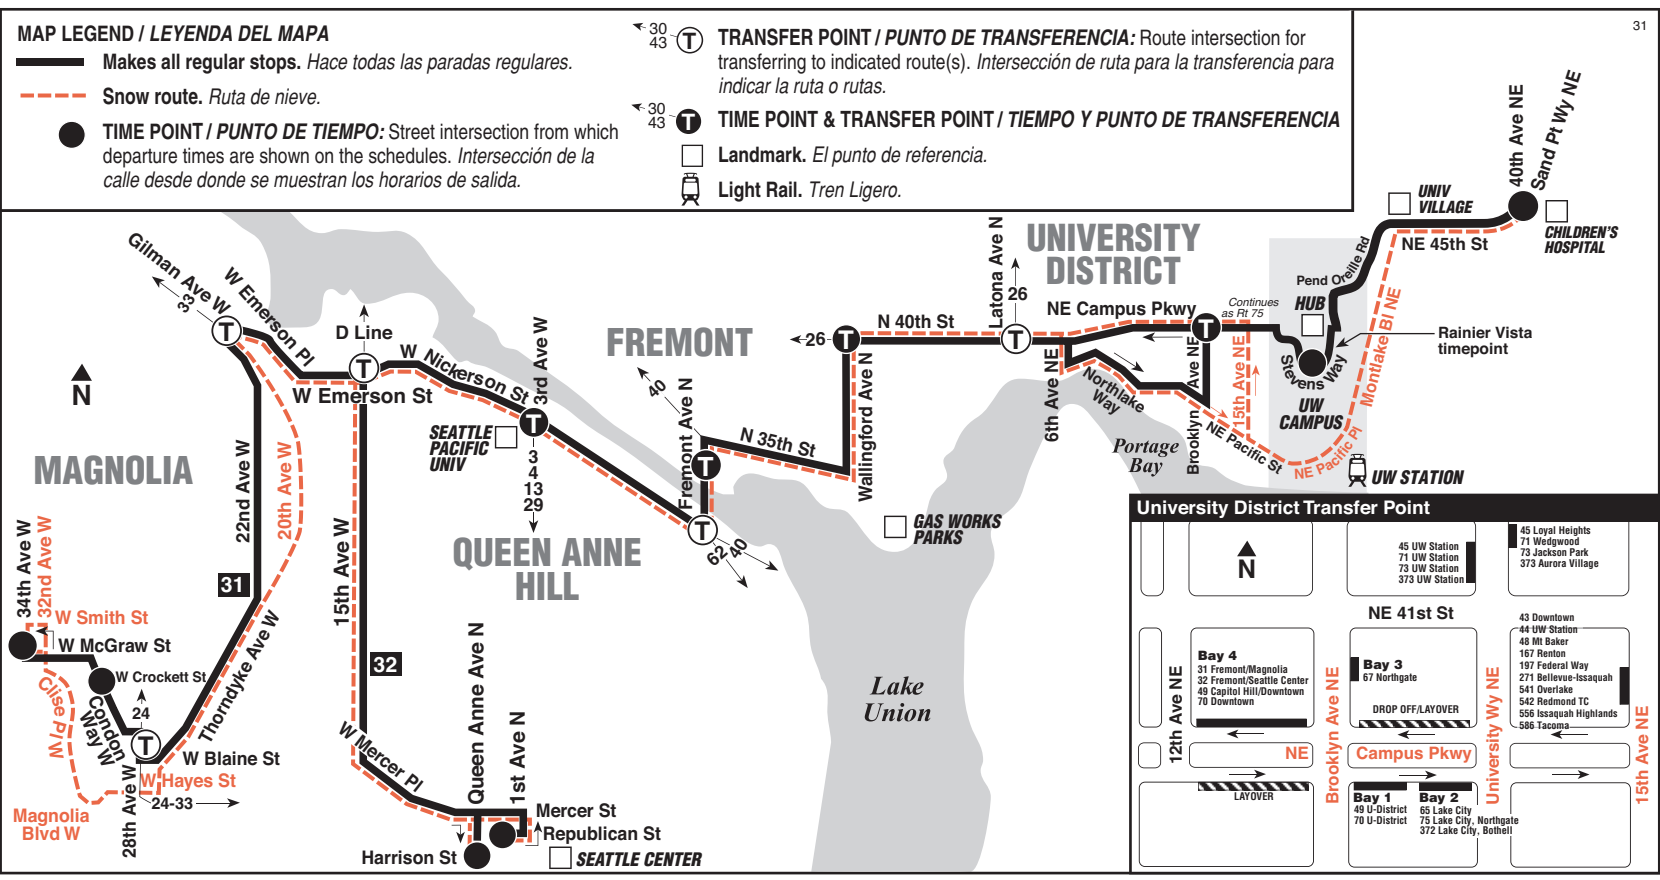 MAP LEGEND / LEYENDA DEL MAPA
Makes all regular stops. Hace todas las paradas regulares.
Snow route. Ruta de nieve.
TIME POINT / PUNTO DE TIEMPO: Street intersection from which
departure times are shown on the schedules. Intersección de la
calle desde donde se muestran los horarios de salida.
30
43
T
TRANSFER POINT / PUNTO DE TRANSFERENCIA: Route intersection for
transferring to indicated route(s). Intersección de ruta para la transferencia para
indicar la ruta o rutas.
30
43
T
TIME POINT & TRANSFER POINT / TIEMPO Y PUNTO DE TRANSFERENCIA
Landmark. El punto de referencia.
Light Rail. Tren Ligero.
31
Gilman Ave W
33
W Emerson Pl
T
D Line
T
W Emerson St
W Nickerson St
3rd Ave W
T
3
4
13
29
SEATTLE
PACIFIC
UNIV
N
MAGNOLIA
22nd Ave W
20th Ave W
31
34th Ave W
32nd Ave W
W Smith St
W McGraw St
W Crockett St
24
T
Condon
Way W
Clise Pl W
Thorndyke Ave W
W Blaine St
W Hayes St
24-33
28th Ave W
Magnolia
Blvd W
15th Ave W
32
W Mercer Pl
Queen Anne Ave N
1st Ave N
Mercer St
Republican St
Harrison St
SEATTLE CENTER
QUEEN ANNE
HILL
FREMONT
40
Fremont Ave N
T
T
62
40
N 35th St
Wallingford Ave N
26
T
N 40th St
Latona Ave N
26
T
GAS WORKS
PARKS
Lake
Union
UNIVERSITY
DISTRICT
NE Campus Pkwy
T
Continues
as Rt 75
6th Ave NE
Northlake
Way
Brooklyn Ave NE
15th Ave NE
NE Pacific St
NE Pacific Pl
Portage
Bay
HUB
Stevens Way
UW
CAMPUS
Pend Oreille Rd
Montlake Bl NE
Rainier Vista
timepoint
UW STATION
UNIV
VILLAGE
NE 45th St
40th Ave NE
Sand Pt Wy NE
CHILDREN'S
HOSPITAL
University District Transfer Point
N
45 UW Station
71 UW Station
73 UW Station
373 UW Station
45 Loyal Heights
71 Wedgwood
73 Jackson Park
373 Aurora Village
NE 41st St
43 Downtown
44 UW Station
48 Mt Baker
167 Renton
197 Federal Way
271 Bellevue-Issaquah
541 Overlake
542 Redmond TC
556 Issaquah Highlands
586 Tacoma
Bay 4
31 Fremont/Magnolia
32 Fremont/Seattle Center
49 Capitol Hill/Downtown
70 Downtown
Bay 3
67 Northgate
DROP OFF/LAYOVER
12th Ave NE
Brooklyn Ave NE
University Wy NE
15th Ave NE
NE Campus Pkwy
LAYOVER
Bay 1
49 U-District
70 U-District
Bay 2
65 Lake City
75 Lake City, Northgate
372 Lake City, Bothell